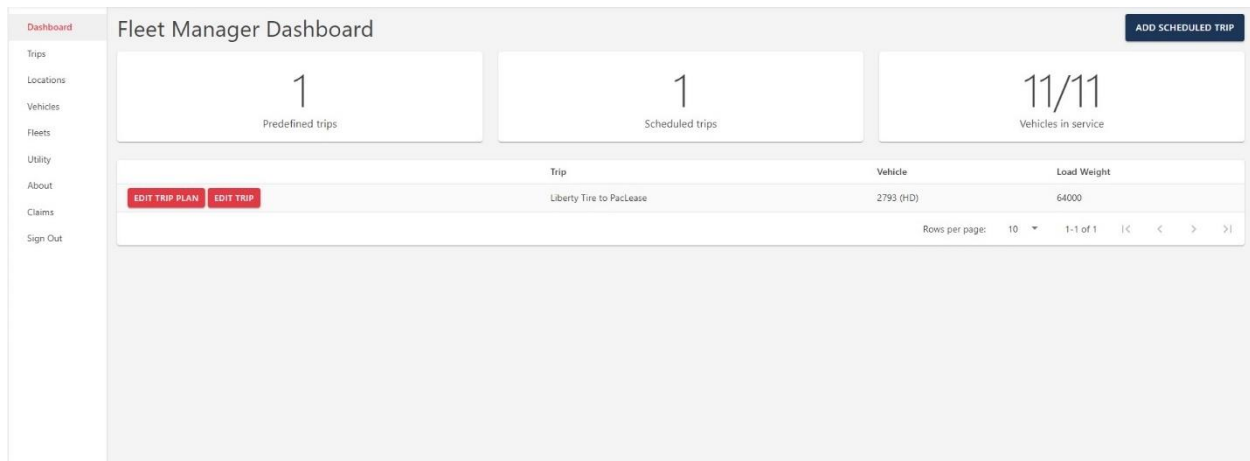 Dashboard
Trips
Locations
Vehicles
Fleets
Utility
About
Claims
Sign Out
Fleet Manager Dashboard
ADD SCHEDULED TRIP
1
Predefined trips
1
Scheduled trips
11/11
Vehicles in service
Trip Vehicle Load Weight
EDIT TRIP PLAN EDIT TRIP Liberty Tire to PacLease 2793 (HD) 64000
Rows per page: 10 1-1 of 1